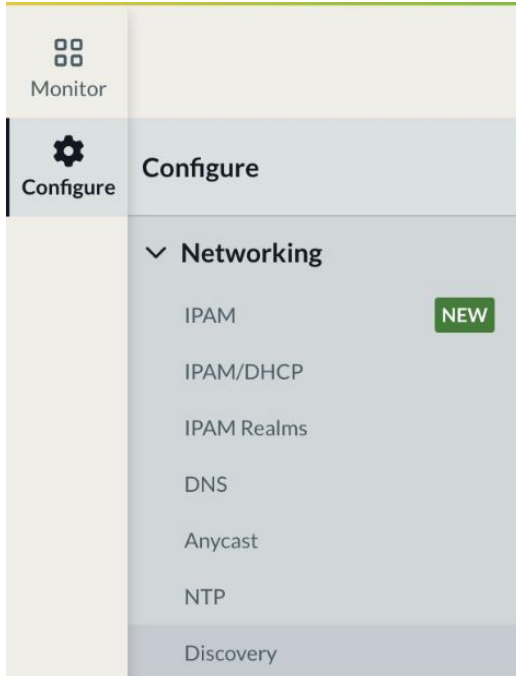 Monitor
Configure
Configure
Networking
IPAM NEW
IPAM/DHCP
IPAM Realms
DNS
Anycast
NTP
Discovery